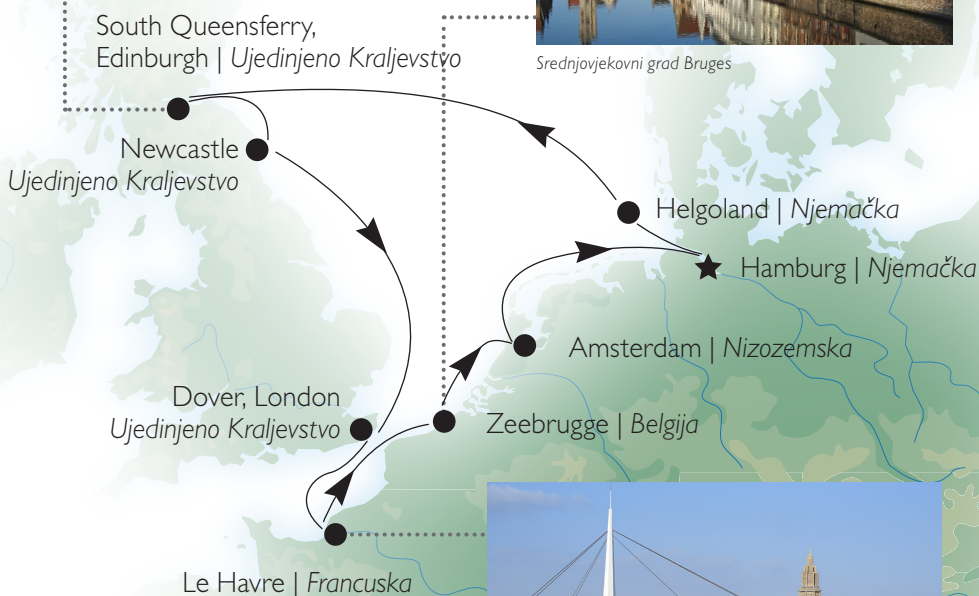 South Queensferry,
Edinburgh | Ujedinjeno Kraljevstvo
Srednjovjekovni grad Bruges
Newcastle
Ujedinjeno Kraljevstvo
Helgoland | Njemačka
Hamburg | Njemačka
Amsterdam | Nizozemska
Dover, London
Ujedinjeno Kraljevstvo
Zeebrugge | Belgija
Le Havre | Francuska